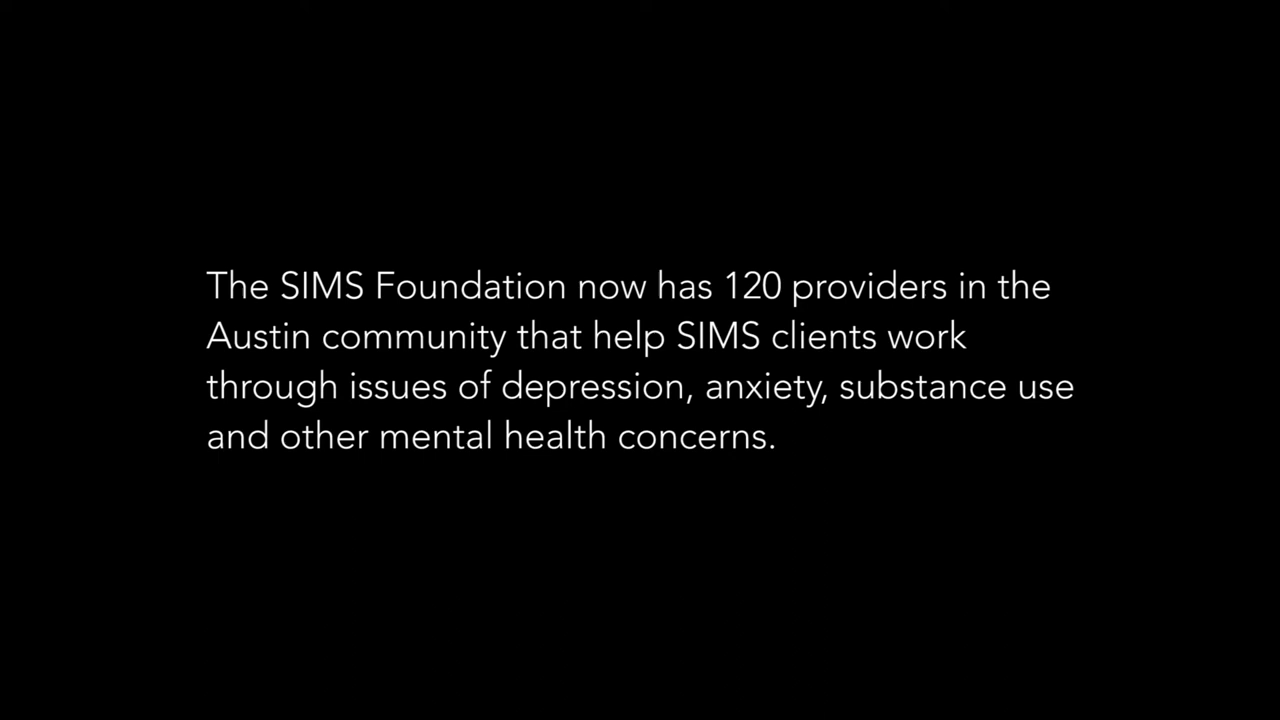 The SIMS Foundation now has 120 providers in the
Austin community that help SIMS clients work
through issues of depression, anxiety, substance use
and other mental health concerns.